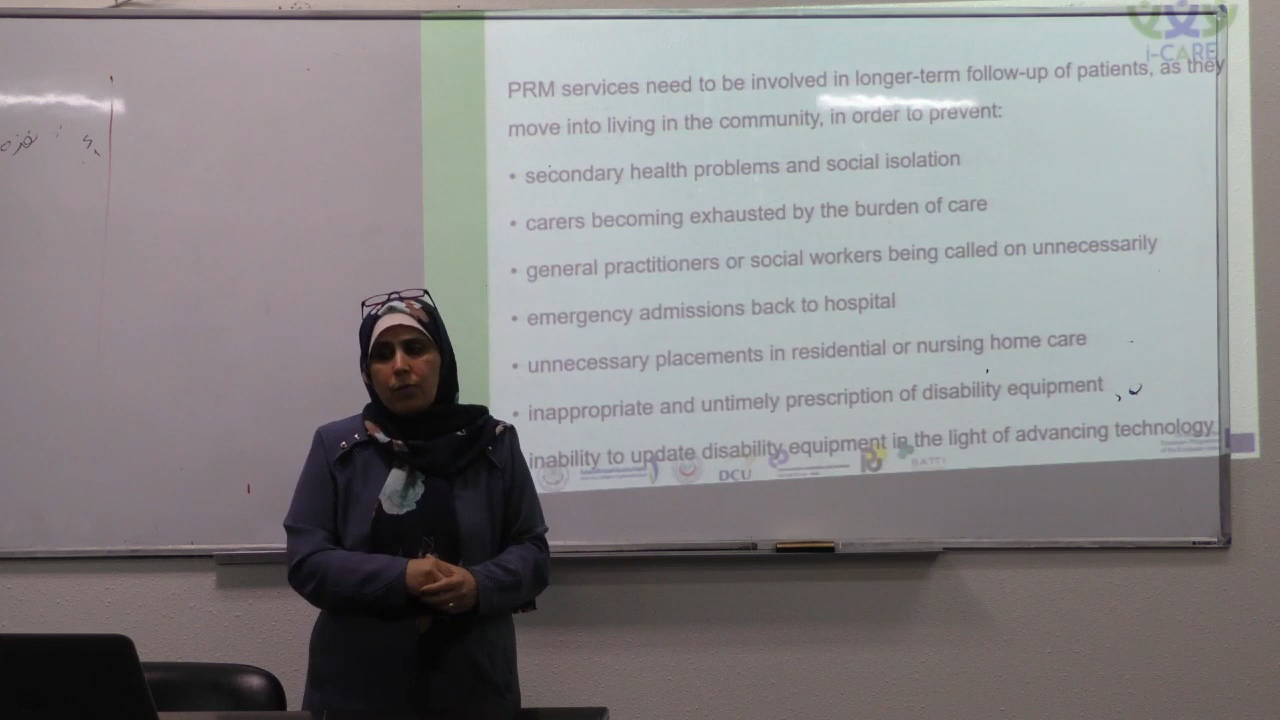 i-CARE
PRM services need to be involved in longer-term follow-up of patients, as they
move into living in the community, in order to prevent:
• secondary health problems and social isolation
• carers becoming exhausted by the burden of care
• general practitioners or social workers being called on unnecessarily
• emergency admissions back to hospital
• unnecessary placements in residential or nursing home care
• inappropriate and untimely prescription of disability equipment
inability to update disability equipment in the light of advancing technology
DCU